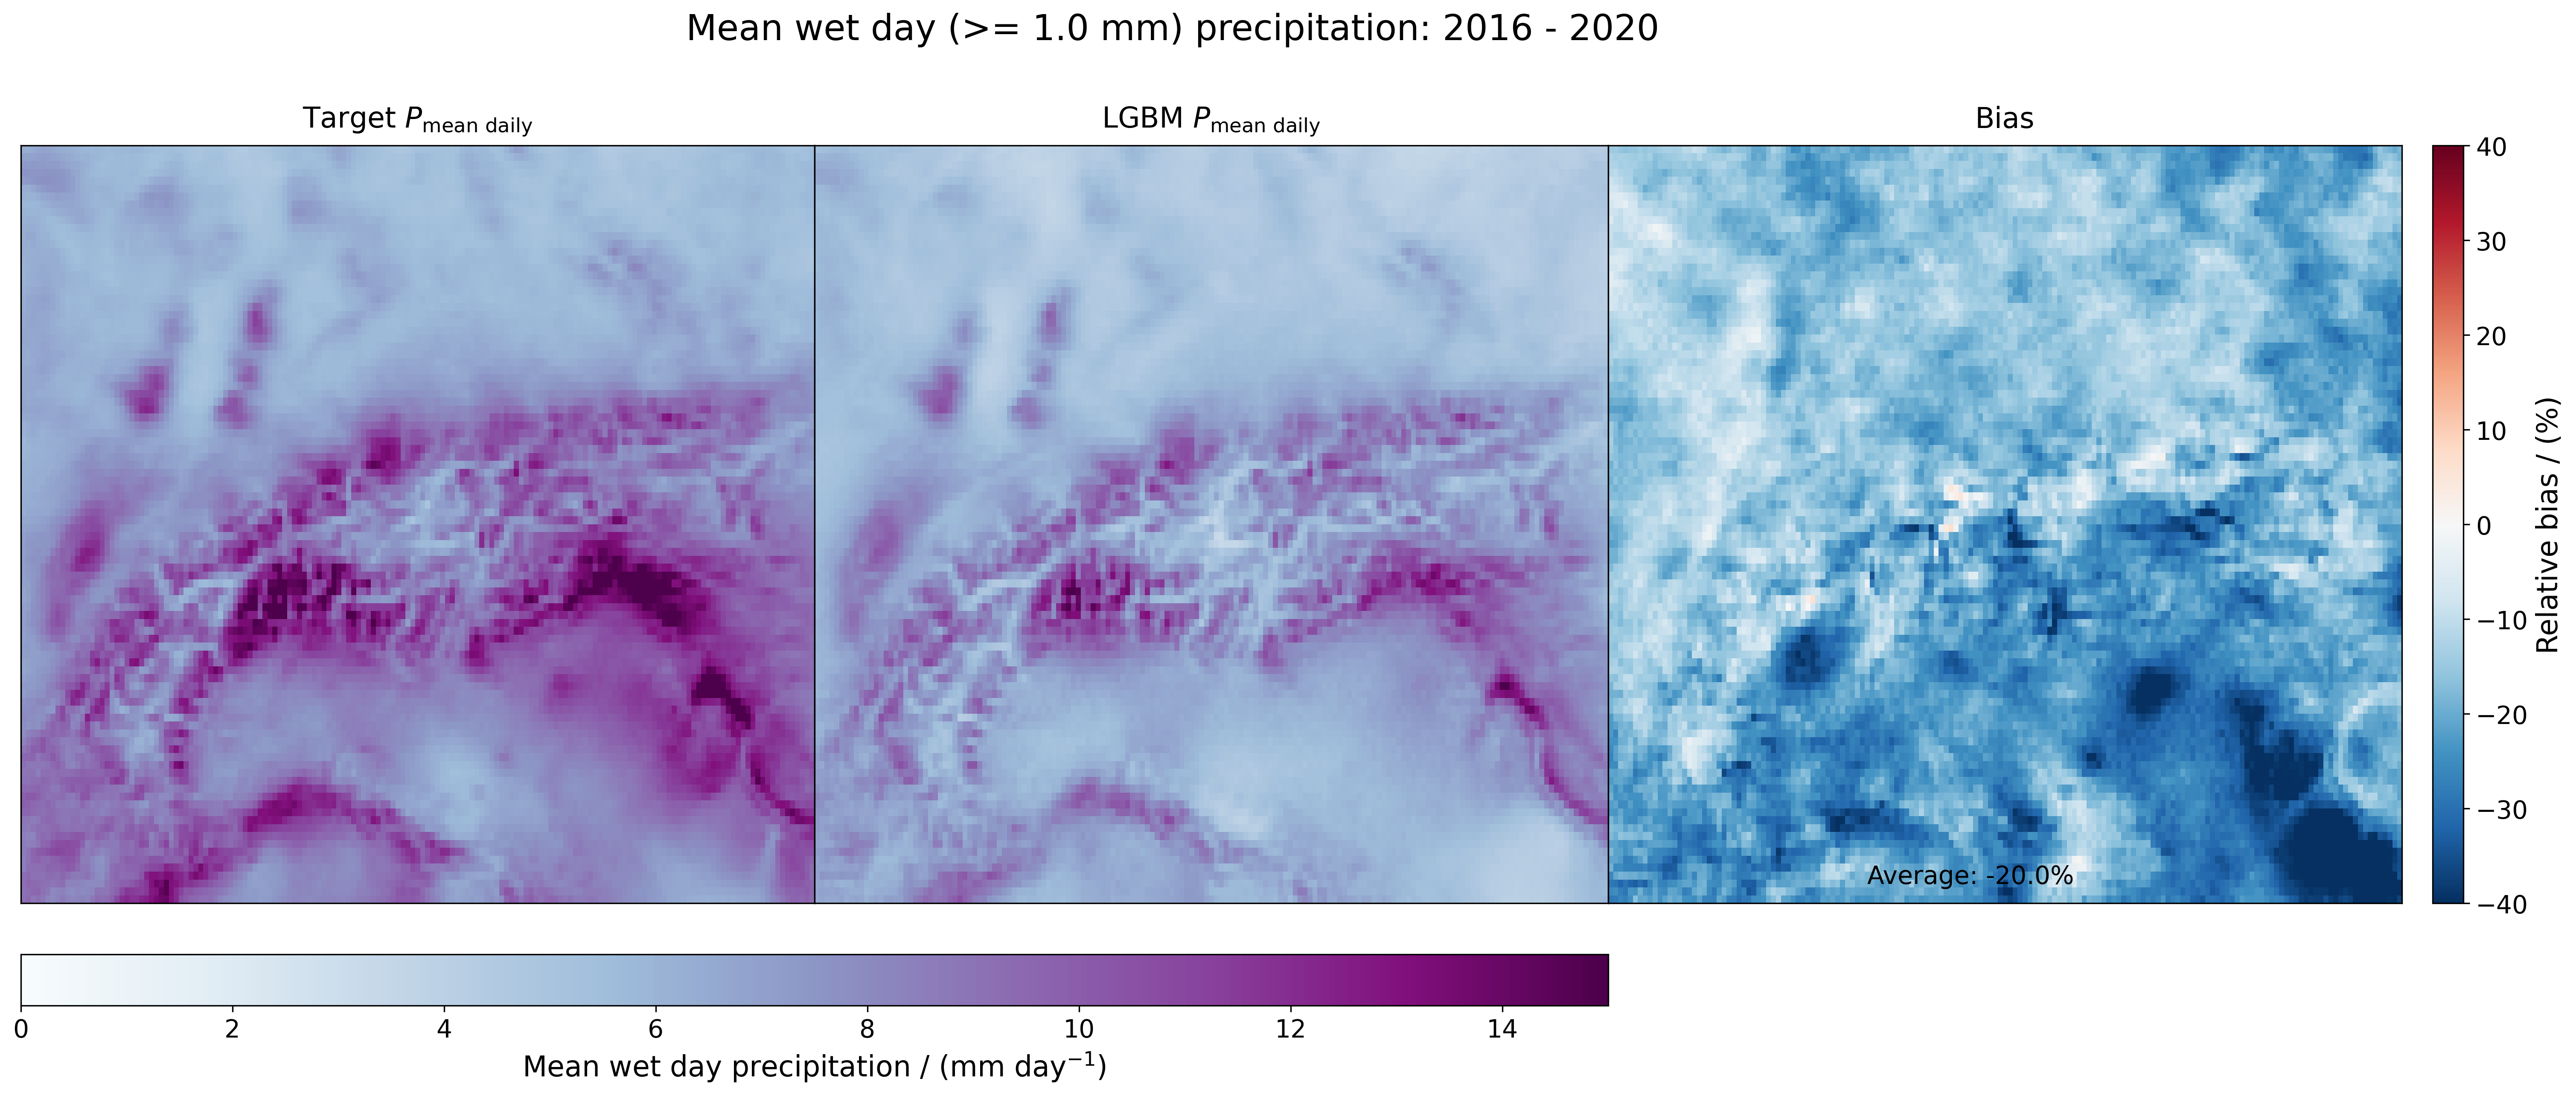 Mean wet day (>= 1.0 mm) precipitation: 2016 - 2020
Target P_mean daily
LGBM P_mean daily
Bias
40
30
20
10
0
−10
−20
−30
−40
Relative bias / (%)
Average: -20.0%
0 2 4 6 8 10 12 14
Mean wet day precipitation / (mm day⁻¹)